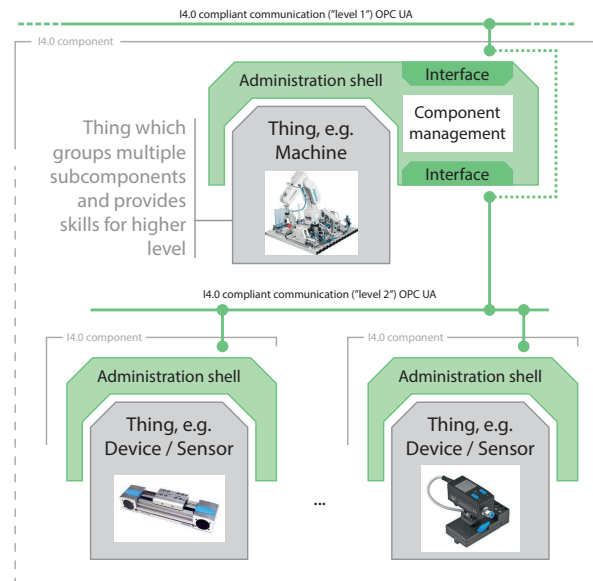 I4.0 compliant communication ("level 1") OPC UA
I4.0 component
Interface
Administration shell
Component
management
Thing, e.g.
Machine
Interface
Thing which
groups multiple
subcomponents
and provides
skills for higher
level
I4.0 compliant communication ("level 2") OPC UA
I4.0 component
I4.0 component
Administration shell
Administration shell
Thing, e.g.
Device / Sensor
...
Thing, e.g.
Device / Sensor